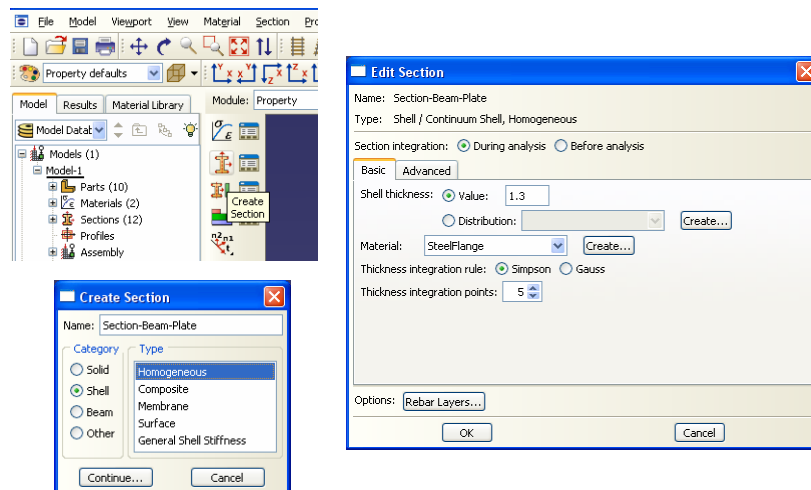 File Model Viewport View Material Section
Property defaults
Model Results Material Library Module: Property
Model Datab
Models (1)
Model-1
Parts (10)
Materials (2)
Sections (12)
Profiles
Assembly
Create
Section
Create Section
Name: Section-Beam-Plate
Category Type
Solid Homogeneous
Shell Composite
Beam Membrane
Other Surface
General Shell Stiffness
Continue... Cancel
Edit Section
Name: Section-Beam-Plate
Type: Shell / Continuum Shell, Homogeneous
Section integration: During analysis Before analysis
Basic Advanced
Shell thickness: Value: 1.3
Distribution: Create...
Material: SteelFlange Create...
Thickness integration rule: Simpson Gauss
Thickness integration points: 5
Options: Rebar Layers...
OK Cancel